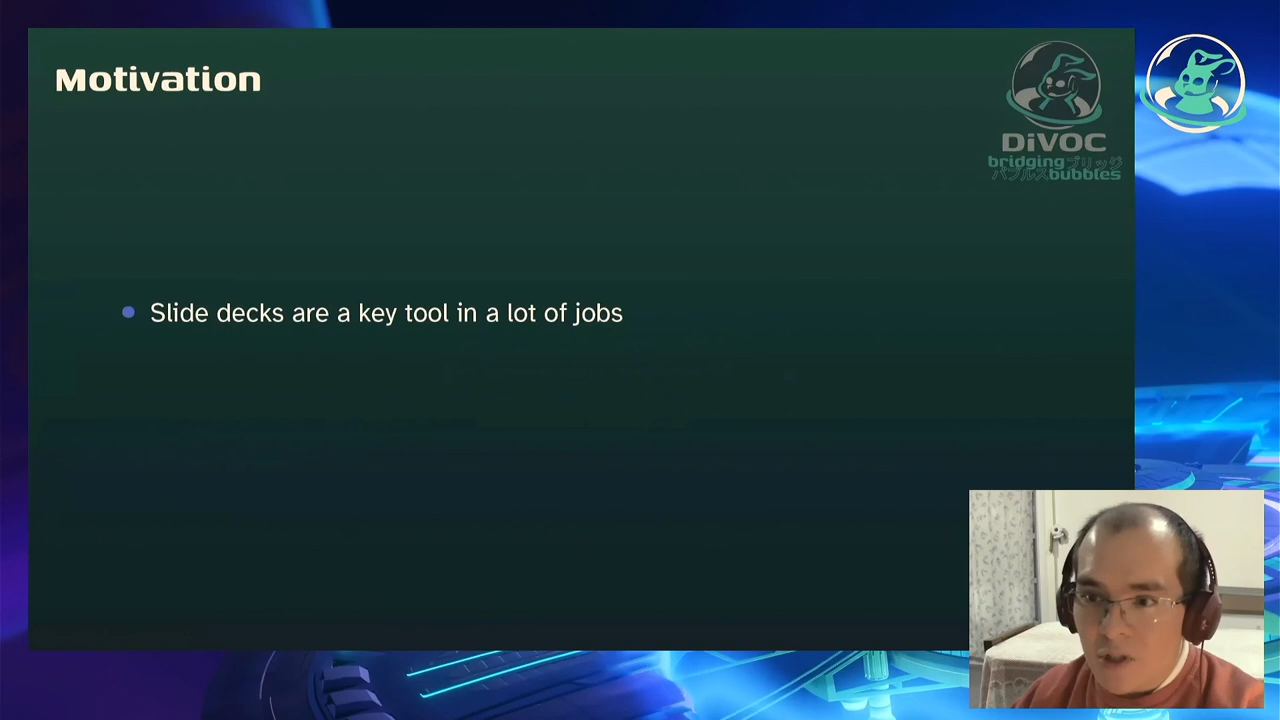 Motivation
DiVOC
bridgingブリッジ
バブルスbubbles
Slide decks are a key tool in a lot of jobs